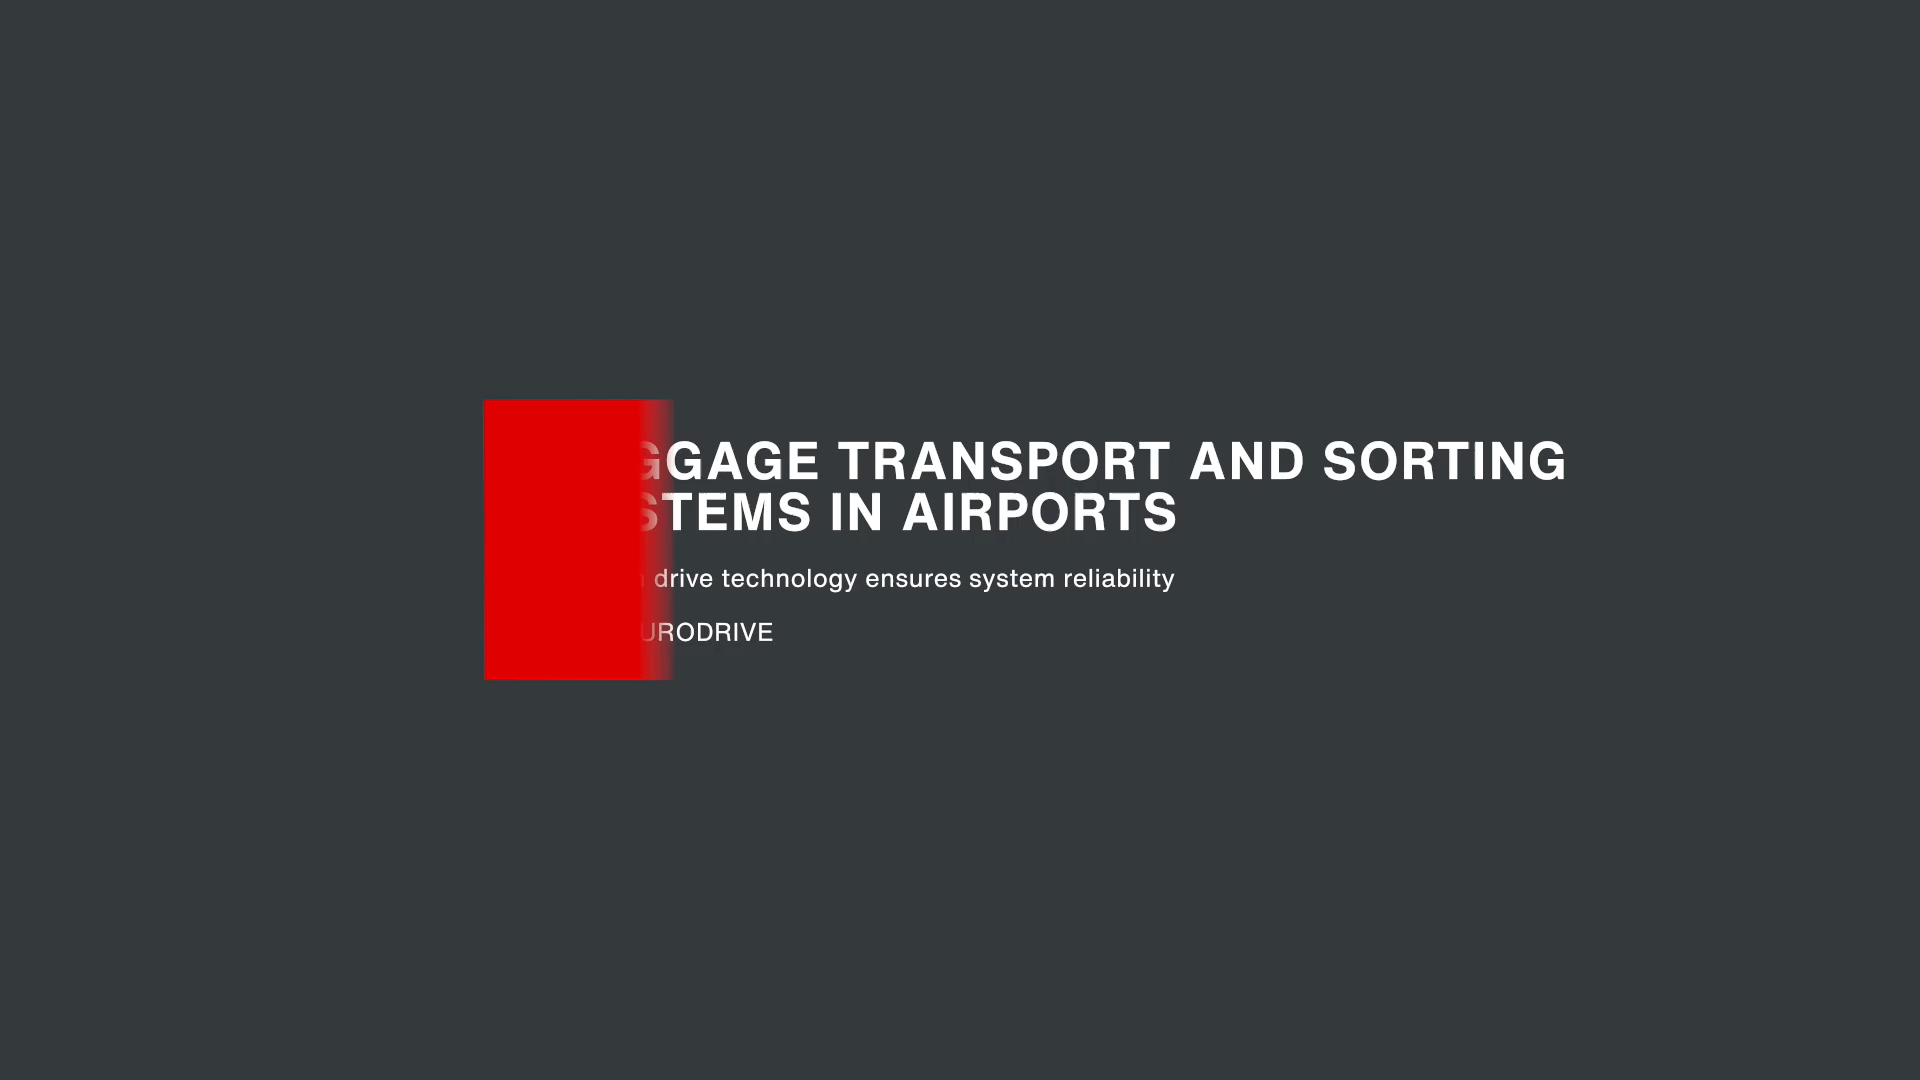 GGAGE TRANSPORT AND SORTING
STEMS IN AIRPORTS
drive technology ensures system reliability
URODRIVE